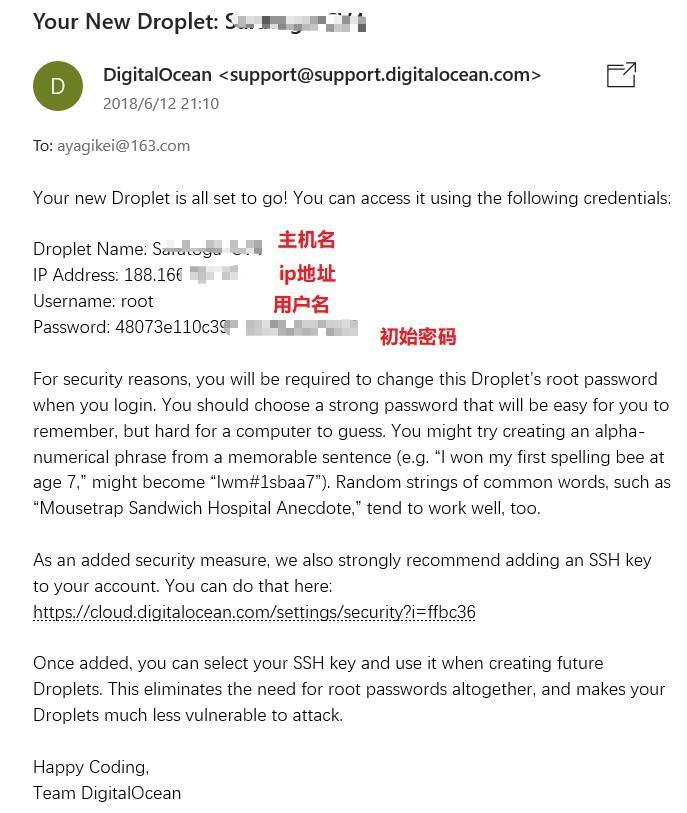 Your New Droplet:
D
DigitalOcean <support@support.digitalocean.com>
2018/6/12 21:10
To: ayagikei@163.com
Your new Droplet is all set to go! You can access it using the following credentials:
Droplet Name: 主机名
IP Address: 188.166 ip地址
Username: root 用户名
Password: 48073e110c39 初始密码
For security reasons, you will be required to change this Droplet’s root password
when you login. You should choose a strong password that will be easy for you to
remember, but hard for a computer to guess. You might try creating an alpha-
numerical phrase from a memorable sentence (e.g. “I won my first spelling bee at
age 7,” might become “Iwm#1sbaa7”). Random strings of common words, such as
“Mousetrap Sandwich Hospital Anecdote,” tend to work well, too.
As an added security measure, we also strongly recommend adding an SSH key
to your account. You can do that here:
https://cloud.digitalocean.com/settings/security?i=ffbc36
Once added, you can select your SSH key and use it when creating future
Droplets. This eliminates the need for root passwords altogether, and makes your
Droplets much less vulnerable to attack.
Happy Coding,
Team DigitalOcean